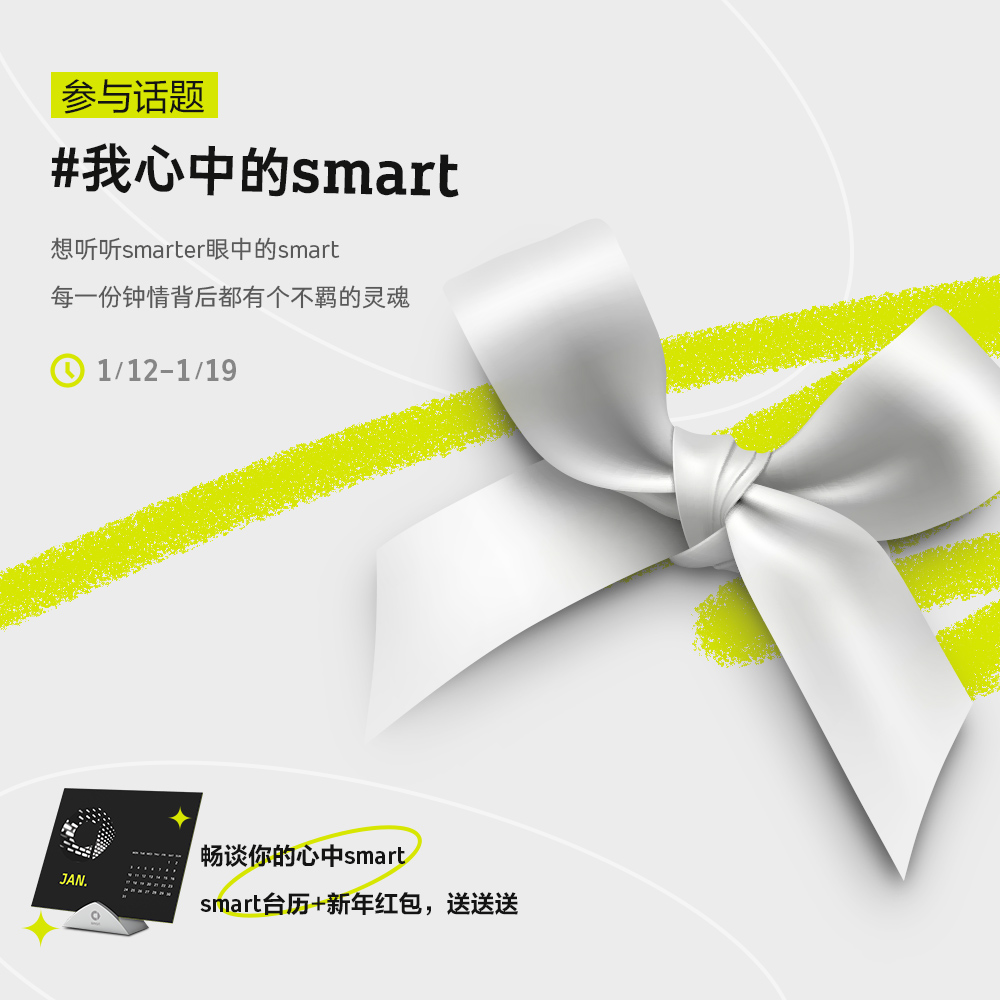 参与话题
#我心中的smart
想听听smarter眼中的smart
每一份钟情背后都有个不羁的灵魂
1/12-1/19
JAN.
畅谈你的心中smart
smart台历+新年红包，送送送